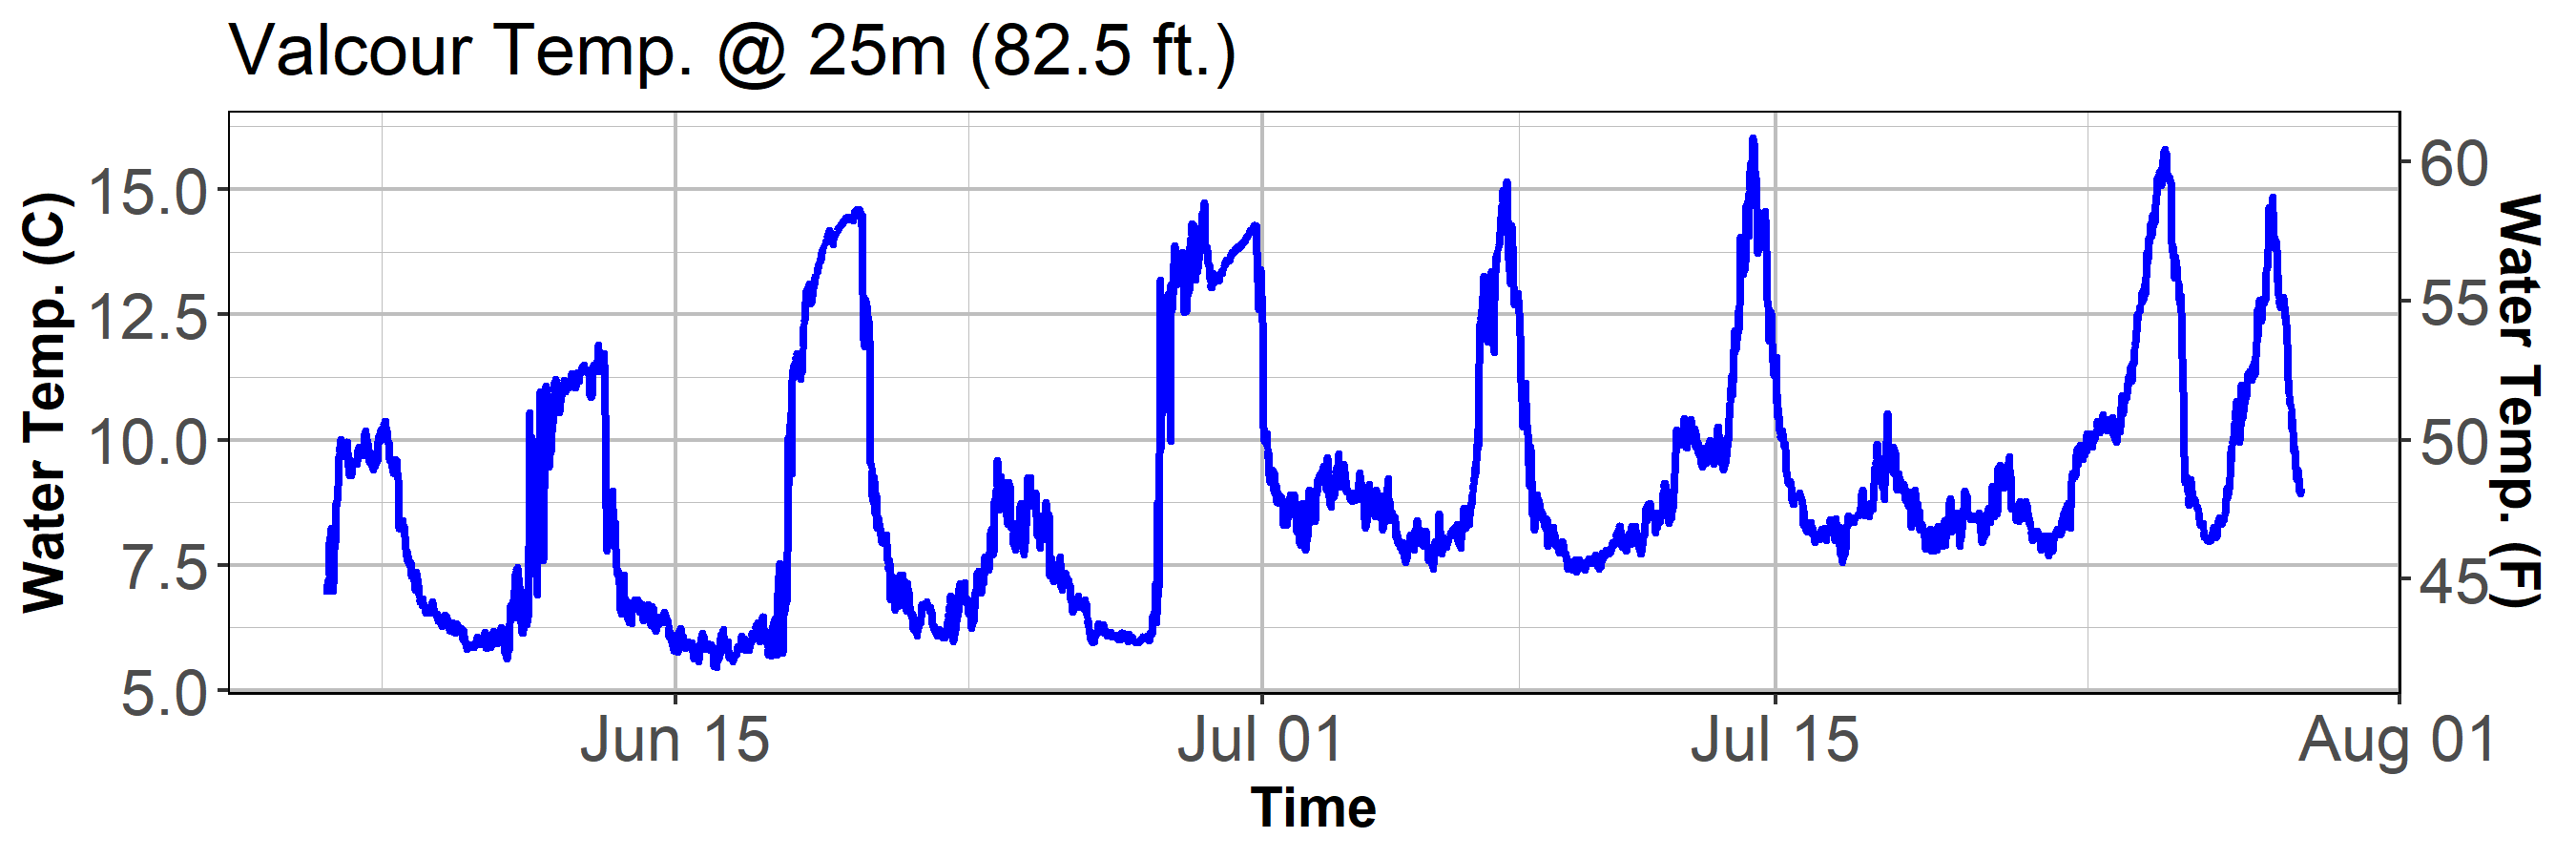 Valcour Temp. @ 25m (82.5 ft.)
Water Temp. (C)
15.0
12.5
10.0
7.5
5.0
60
55
50
45
Water Temp. (F)
Jun 15
Jul 01
Jul 15
Aug 01
Time